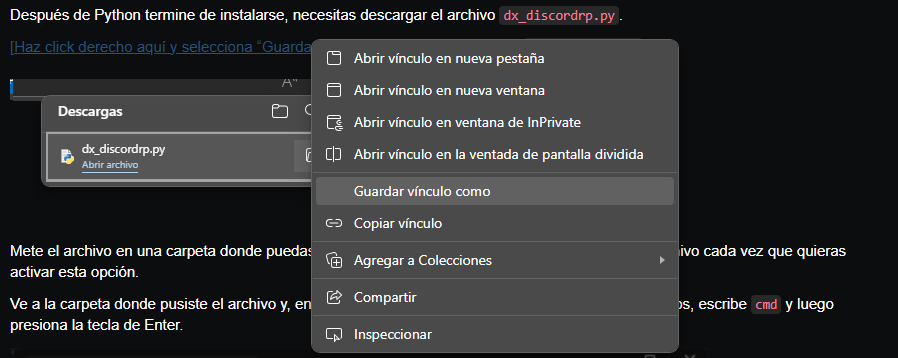 Después de Python termine de instalarse, necesitas descargar el archivo dx_discordrp.py.
[Haz click derecho aquí y selecciona "Guarda
Abrir vínculo en nueva pestaña
Abrir vínculo en nueva ventana
Descargas
Abrir vínculo en ventana de InPrivate
dx_discordrp.py
Abrir vínculo en la ventada de pantalla dividida
Abrir archivo
Guardar vínculo como
Copiar vínculo
Mete el archivo en una carpeta donde puedas
Agregar a Colecciones
cada vez que quieras
activar esta opción.
Compartir
Ve a la carpeta donde pusiste el archivo y, en
escribe cmd y luego
presiona la tecla de Enter.
Inspeccionar